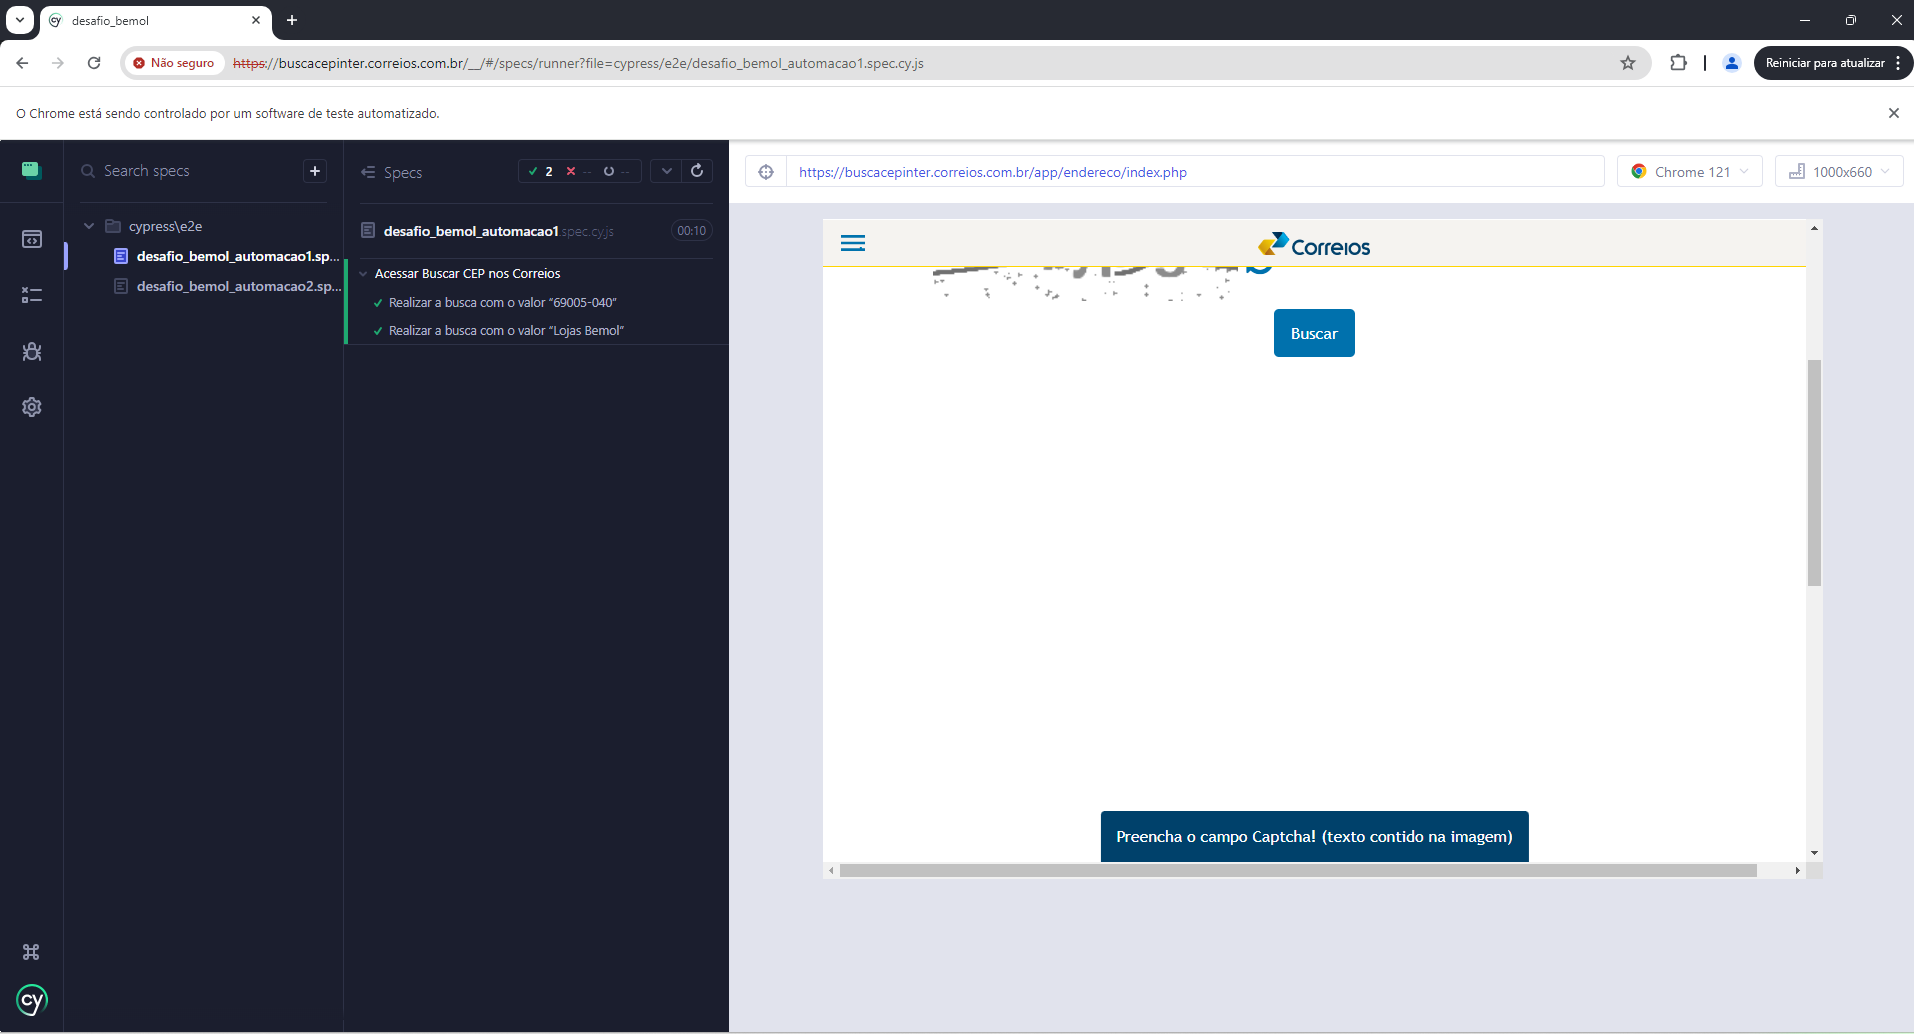 desafio_bemol
Não seguro
https://buscacepinter.correios.com.br/__/#/specs/runner?file=cypress/e2e/desafio_bemol_automacao1.spec.cy.js
Reiniciar para atualizar
O Chrome está sendo controlado por um software de teste automatizado.
Search specs
+
cypress\e2e
desafio_bemol_automacao1.sp...
desafio_bemol_automacao2.sp...
Specs
2
--
--
desafio_bemol_automacao1.spec.cy.js
00:10
Acessar Buscar CEP nos Correios
Realizar a busca com o valor “69005-040”
Realizar a busca com o valor “Lojas Bemol”
cy
https://buscacepinter.correios.com.br/app/endereco/index.php
Chrome 121
1000x660
Correios
Buscar
Preencha o campo Captcha! (texto contido na imagem)